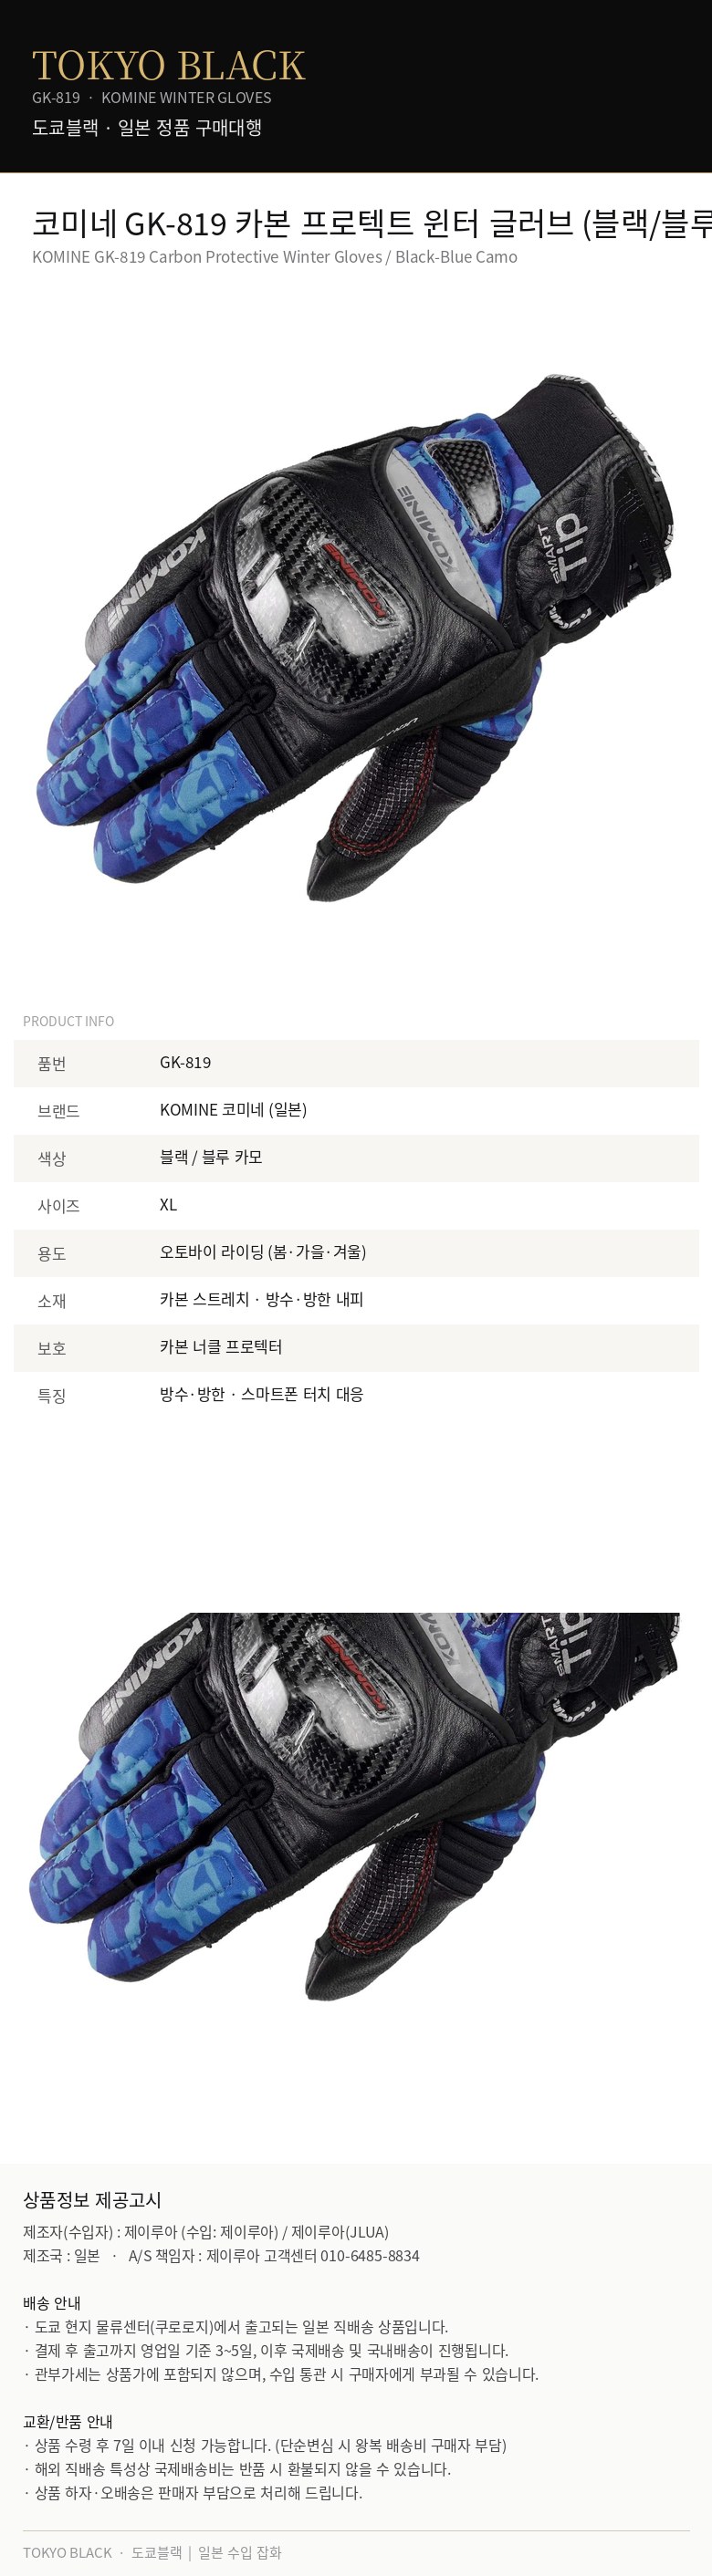 TOKYO BLACK
GK-819 · KOMINE WINTER GLOVES
도쿄블랙 · 일본 정품 구매대행
코미네 GK-819 카본 프로텍트 윈터 글러브 (블랙/블루
KOMINE GK-819 Carbon Protective Winter Gloves / Black-Blue Camo
KOMINE
KOMINE
KOMINE
SMART
Tip
PRODUCT INFO
품번 GK-819
브랜드 KOMINE 코미네 (일본)
색상 블랙 / 블루 카모
사이즈 XL
용도 오토바이 라이딩 (봄·가을·겨울)
소재 카본 스트레치 · 방수·방한 내피
보호 카본 너클 프로텍터
특징 방수·방한 · 스마트폰 터치 대응
KOMINE
KOMINE
KOMINE
SMART
Tip
상품정보 제공고시
제조자(수입자) : 제이루아 (수입: 제이루아) / 제이루아(JLUA)
제조국 : 일본 · A/S 책임자 : 제이루아 고객센터 010-6485-8834
배송 안내
· 도쿄 현지 물류센터(쿠로로지)에서 출고되는 일본 직배송 상품입니다.
· 결제 후 출고까지 영업일 기준 3~5일, 이후 국제배송 및 국내배송이 진행됩니다.
· 관부가세는 상품가에 포함되지 않으며, 수입 통관 시 구매자에게 부과될 수 있습니다.
교환/반품 안내
· 상품 수령 후 7일 이내 신청 가능합니다. (단순변심 시 왕복 배송비 구매자 부담)
· 해외 직배송 특성상 국제배송비는 반품 시 환불되지 않을 수 있습니다.
· 상품 하자·오배송은 판매자 부담으로 처리해 드립니다.
TOKYO BLACK · 도쿄블랙 | 일본 수입 잡화